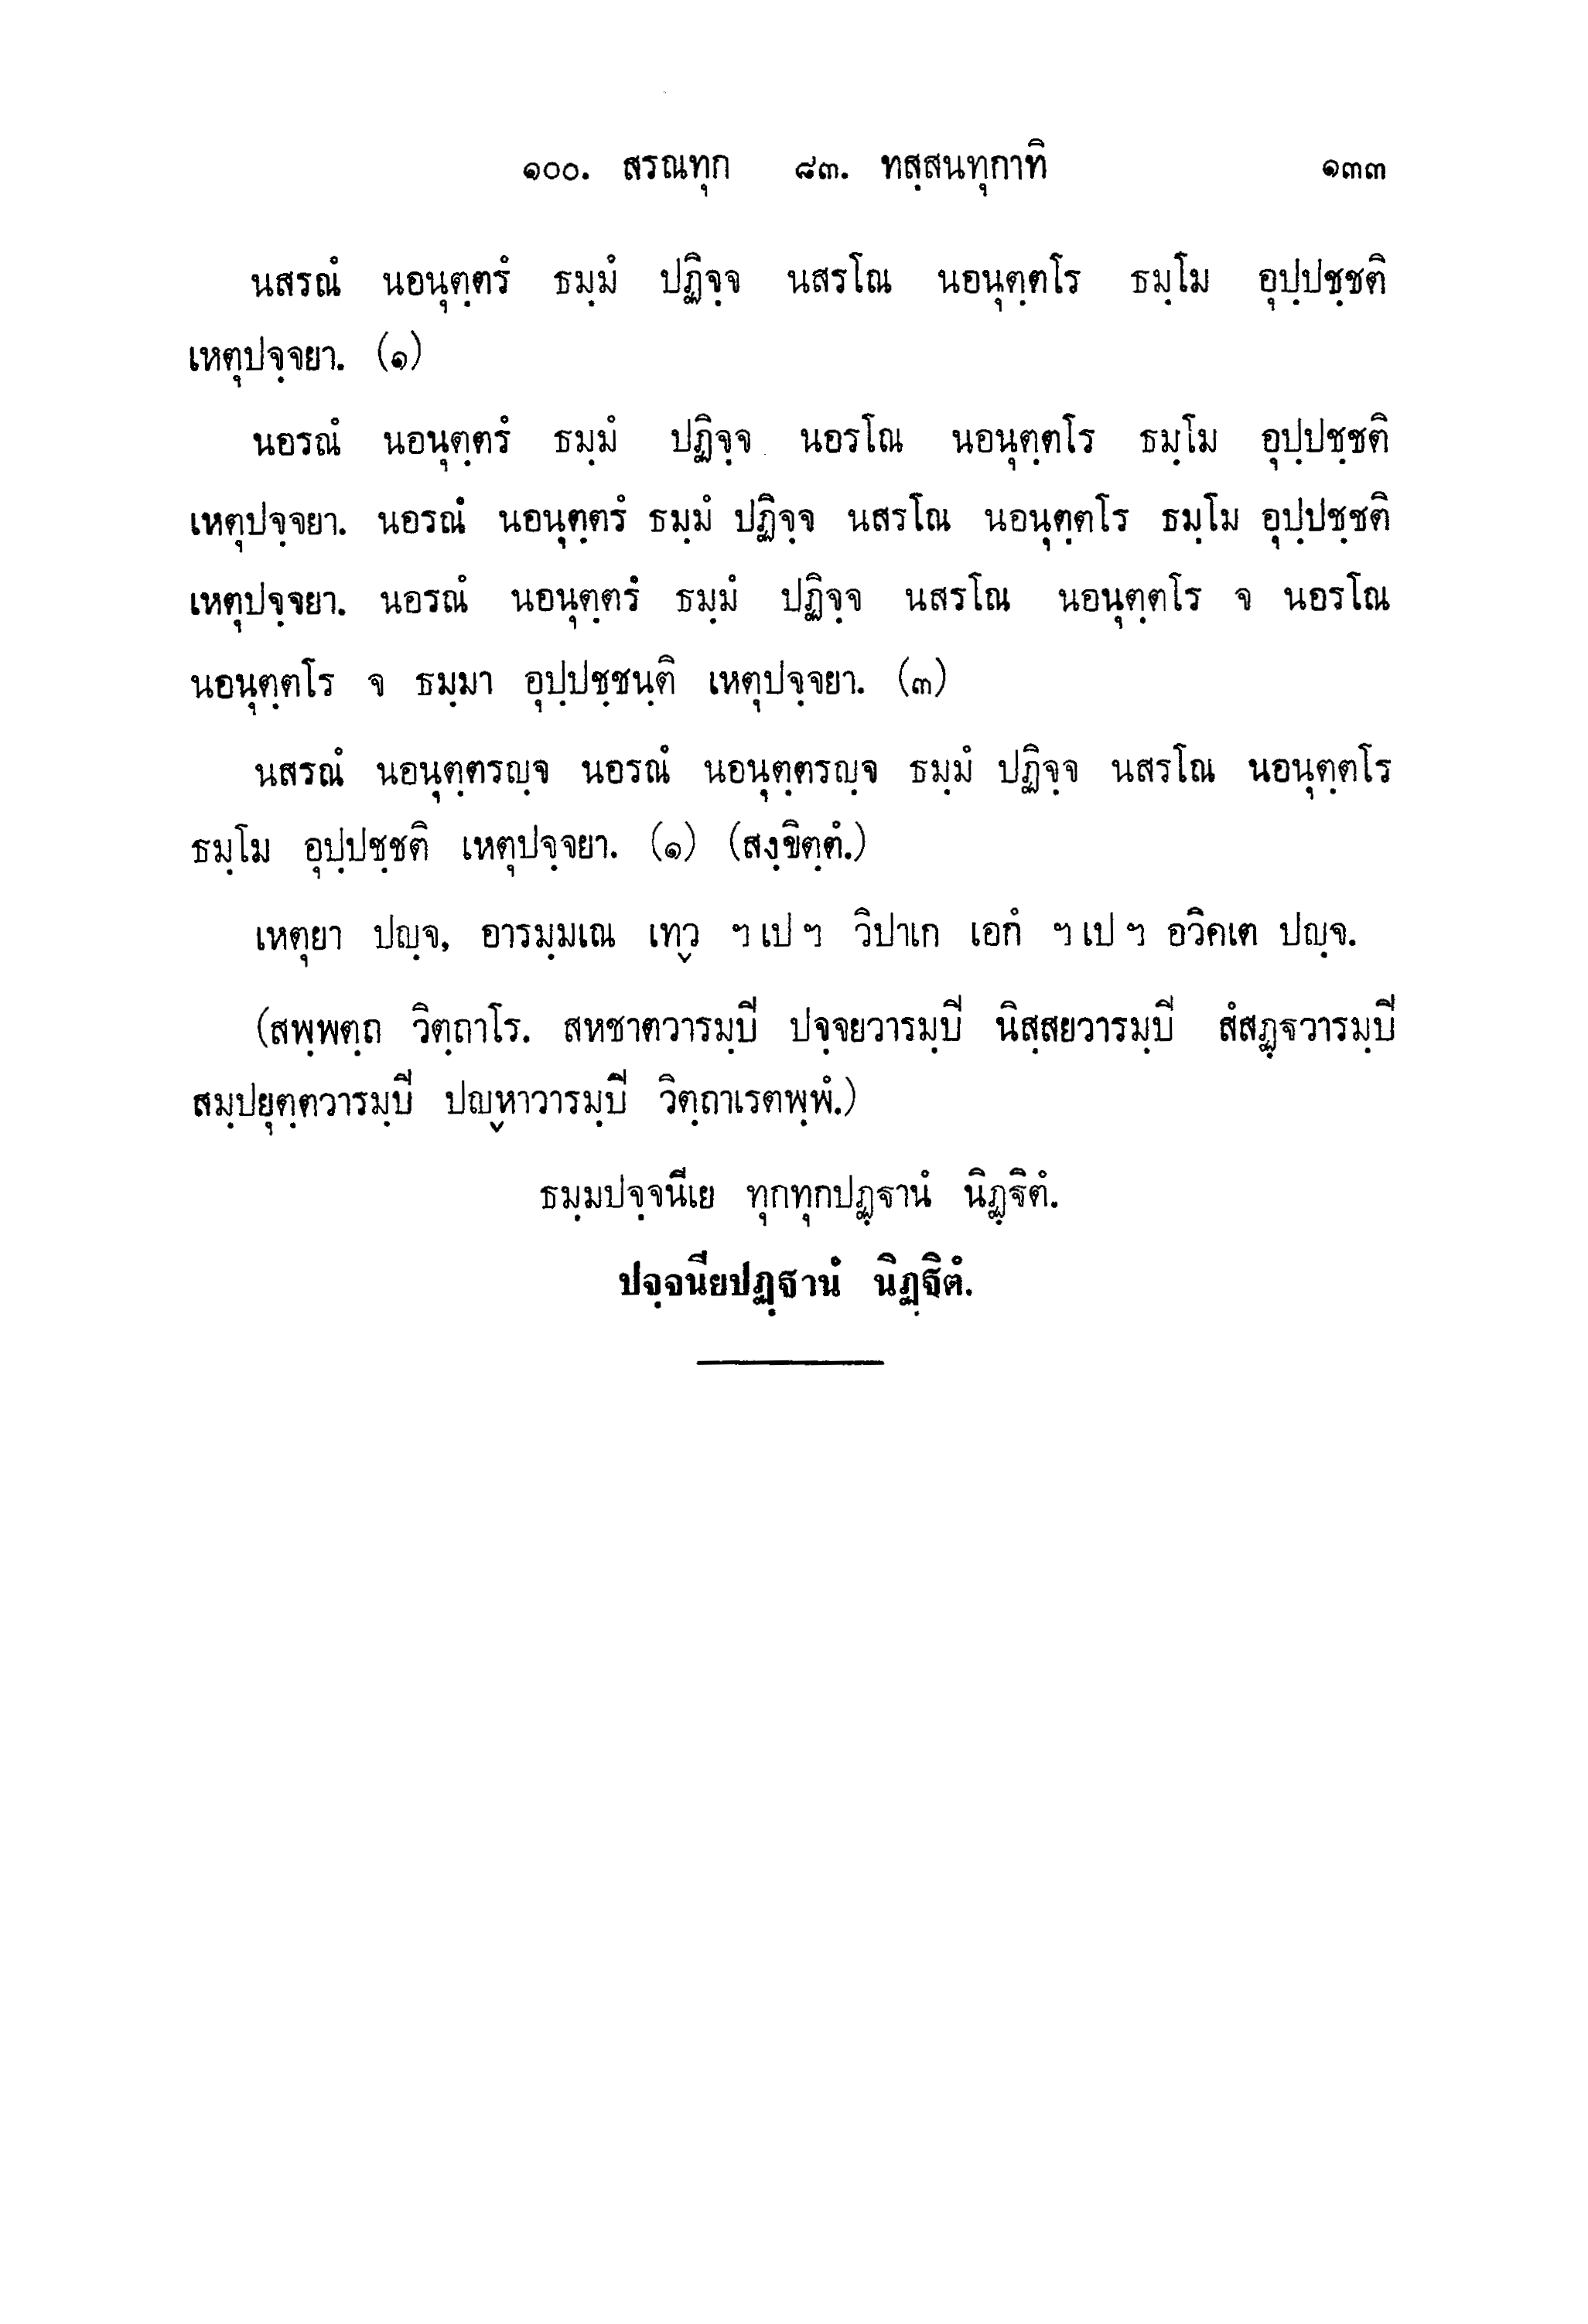 ๑๐๐. สรณทุก ๘๓. ทสฺสนทุกาทิ ๑๓๓
นสรณํ นอนุตฺตรํ ธมฺมํ ปฏิจฺจ นสรโณ นอนุตฺตโร ธมฺโม อุปฺปชฺชติ
เหตุปจฺจยา. (๑)
นอรณํ นอนุตฺตรํ ธมฺมํ ปฏิจฺจ นอรโณ นอนุตฺตโร ธมฺโม อุปฺปชฺชติ
เหตุปจฺจยา. นอรณํ นอนุตฺตรํ ธมฺมํ ปฏิจฺจ นสรโณ นอนุตฺตโร ธมฺโม อุปฺปชฺชติ
เหตุปจฺจยา. นอรณํ นอนุตฺตรํ ธมฺมํ ปฏิจฺจ นสรโณ นอนุตฺตโร จ นอรโณ
นอนุตฺตโร จ ธมฺมา อุปฺปชฺชนฺติ เหตุปจฺจยา. (๓)
นสรณํ นอนุตฺตรญฺจ นอรณํ นอนุตฺตรญฺจ ธมฺมํ ปฏิจฺจ นสรโณ นอนุตฺตโร
ธมฺโม อุปฺปชฺชติ เหตุปจฺจยา. (๑) (สงฺขิตฺตํ.)
เหตุยา ปญฺจ, อารมฺมเณ เทฺว ฯ เป ฯ วิปาเก เอกํ ฯ เป ฯ อวิคเต ปญฺจ.
(สพฺพตฺถ วิตฺถาโร. สหชาตวารมฺปี ปจฺจยวารมฺปี นิสฺสยวารมฺปี สํสฏฺฐวารมฺปี
สมฺปยุตฺตวารมฺปี ปญฺหาวารมฺปี วิตฺถาเรตพฺพํ.)
ธมฺมปจฺจนีเย ทุกทุกปฏฺฐานํ นิฏฺฐิตํ.
ปจฺจนียปฏฺฐานํ นิฏฺฐิตํ.